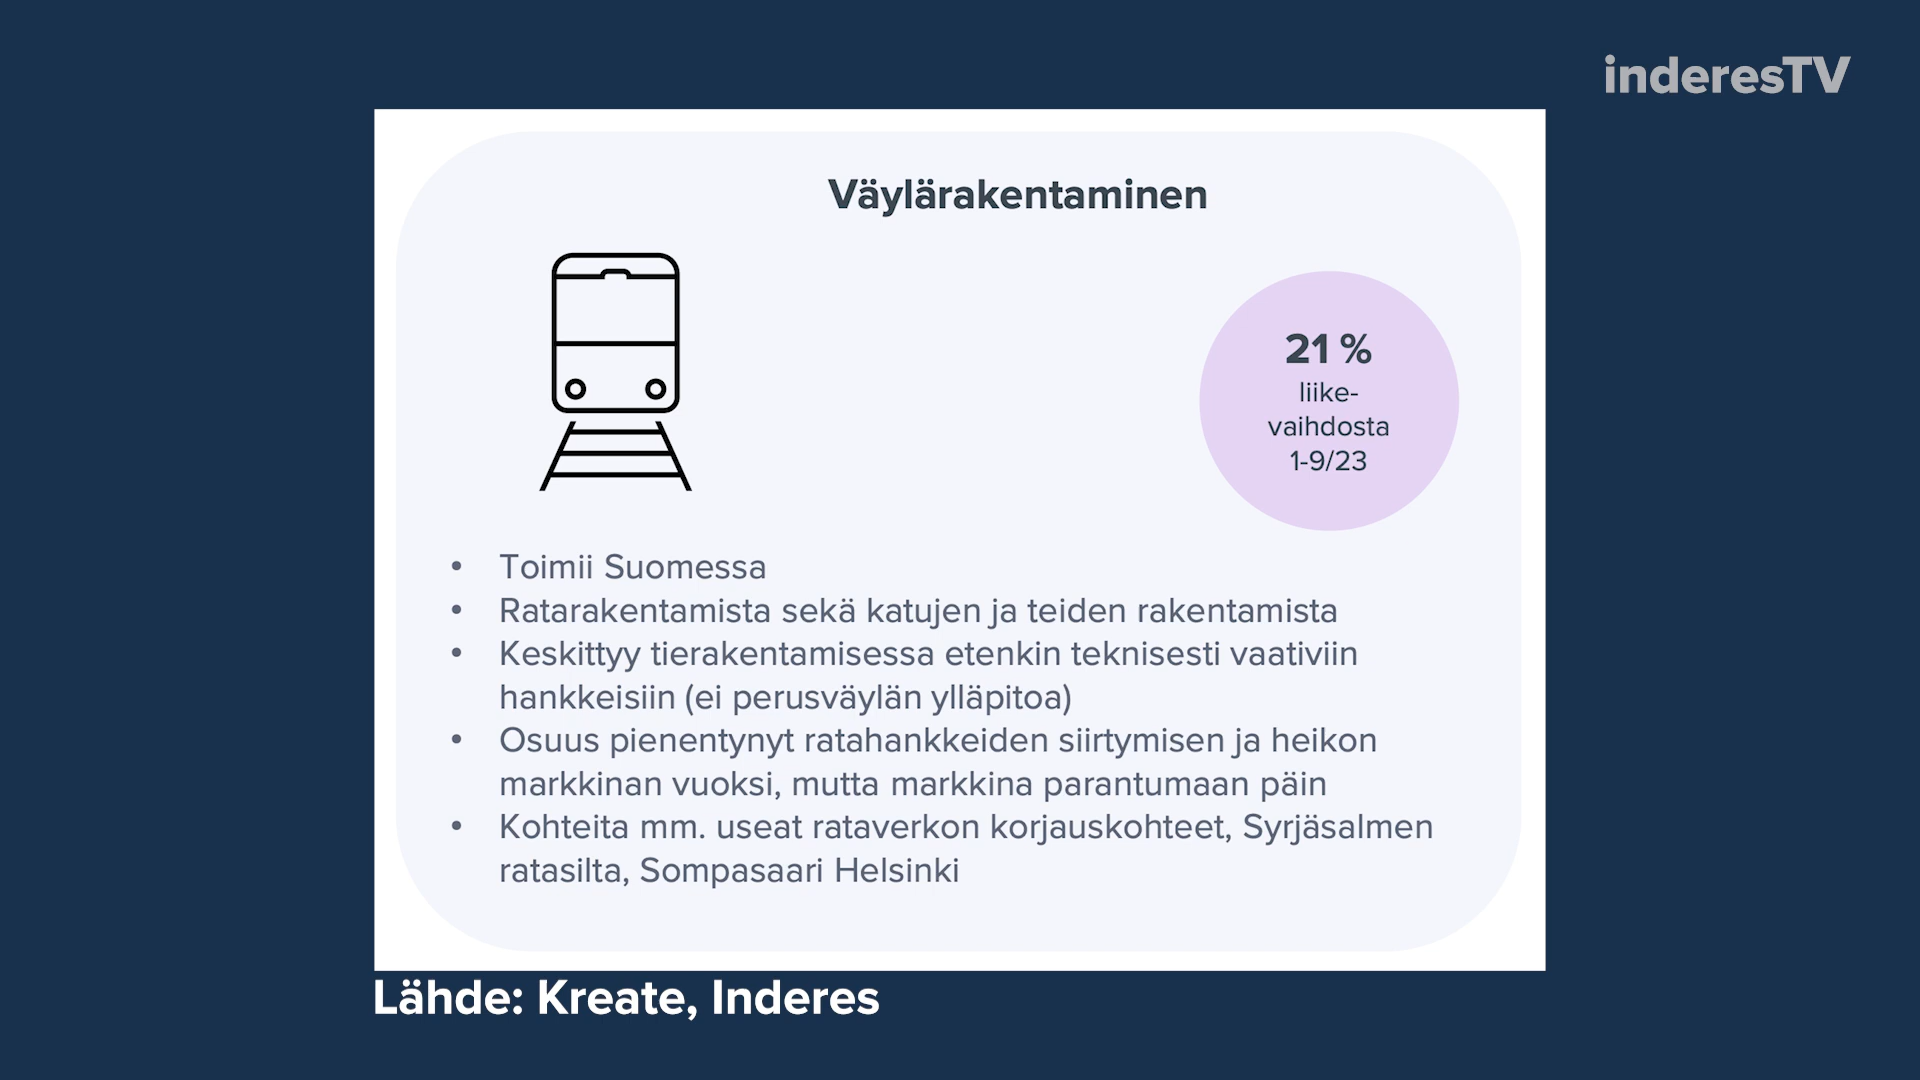 inderesTV
Väylärakentaminen
21 %
liike-
vaihdosta
1-9/23
• Toimii Suomessa
• Ratarakentamista sekä katujen ja teiden rakentamista
• Keskittyy tierakentamisessa etenkin teknisesti vaativiin
hankkeisiin (ei perusväylän ylläpitoa)
• Osuus pienentynyt ratahankkeiden siirtymisen ja heikon
markkinan vuoksi, mutta markkina parantumaan päin
• Kohteita mm. useat rataverkon korjauskohteet, Syrjäsalmen
ratasilta, Sompasaari Helsinki
Lähde: Kreate, Inderes